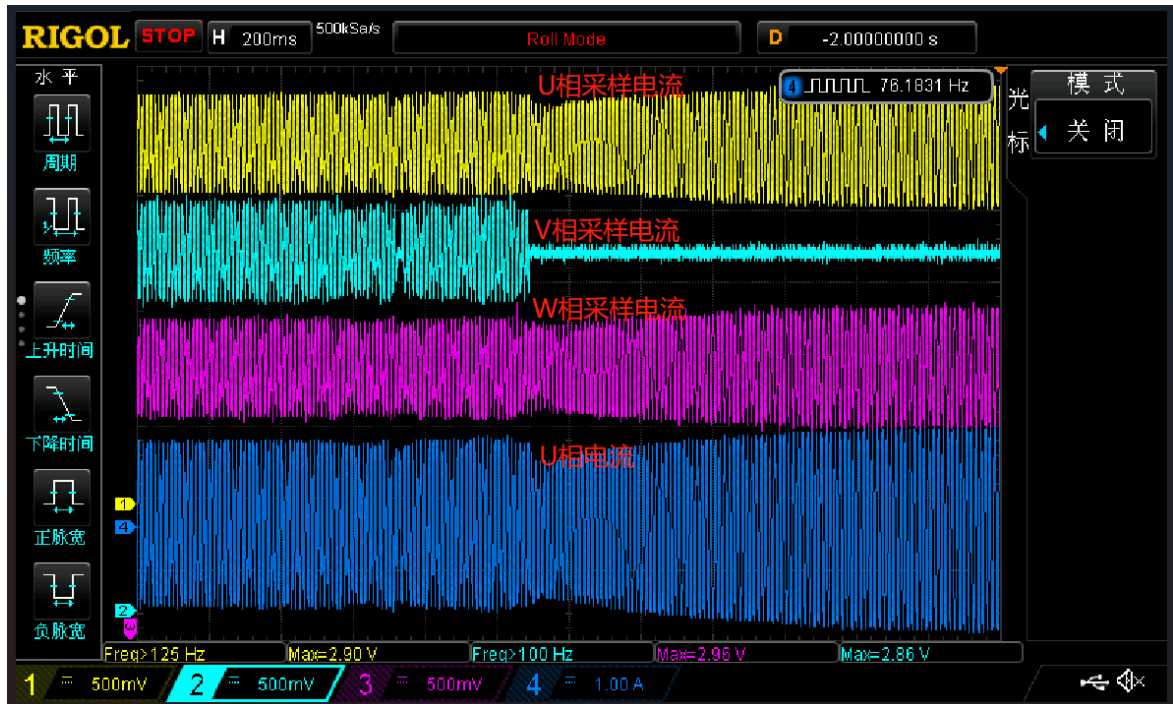 RIGOL STOP H 200ms 500kSa/s Roll Mode D -2.00000000 s
水平
周期
频率
上升时间
下降时间
正脉宽
负脉宽
U相采样电流
4 76.1831 Hz
V相采样电流
W相采样电流
U相电流
1
4
2
3
光标
模式
关闭
Freq>125 Hz Max=2.90 V Freq>100 Hz Max=2.96 V Max=2.86 V
1 500mV 2 500mV 3 500mV 4 1.00 A